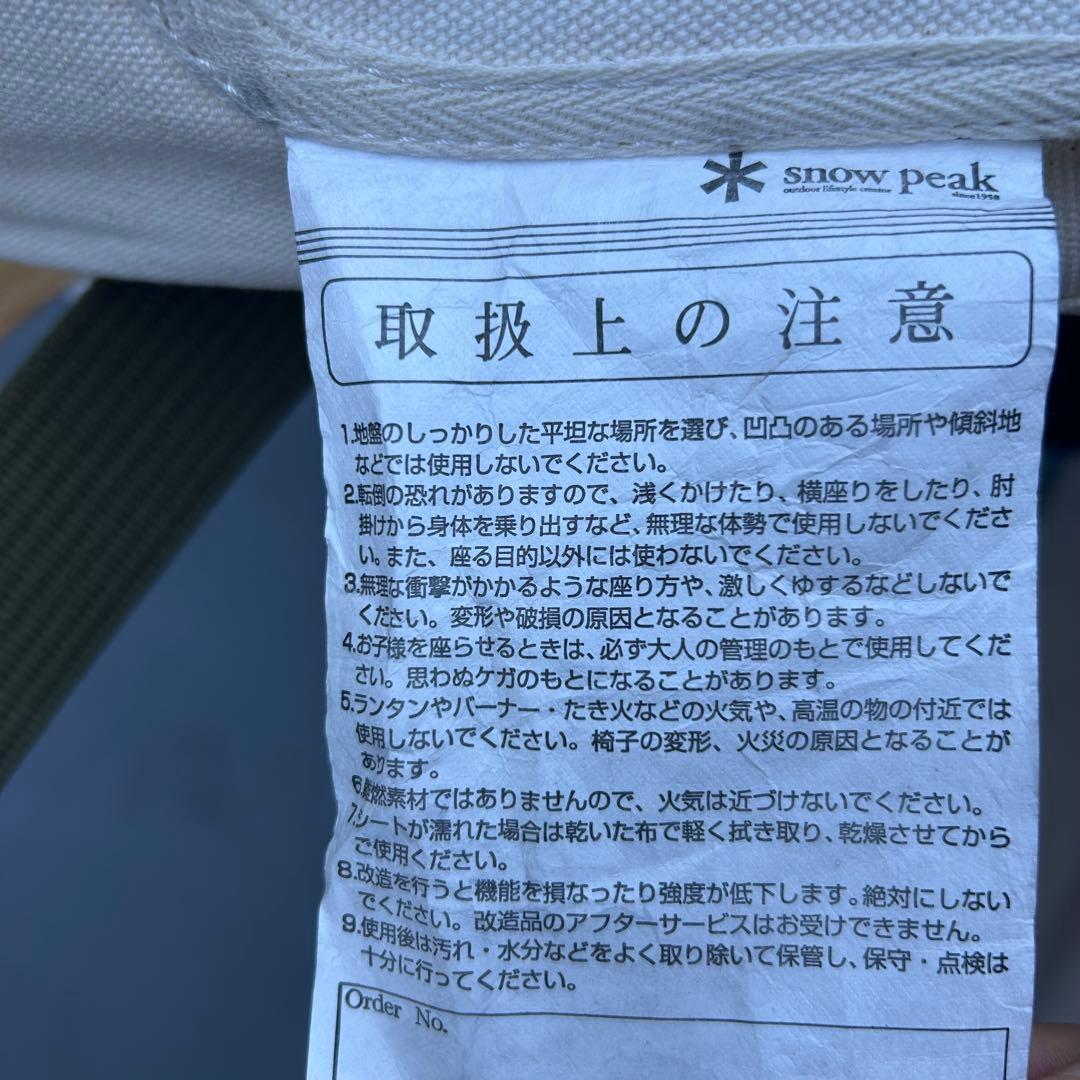 snow peak
outdoor lifestyle creator
since1958
取扱上の注意
1.地盤のしっかりした平坦な場所を選び、凹凸のある場所や傾斜地
などでは使用しないでください。
2.転倒の恐れがありますので、浅くかけたり、横座りをしたり、肘
掛けから身体を乗り出すなど、無理な体勢で使用しないでくださ
い。また、座る目的以外には使わないでください。
3.無理な衝撃がかかるような座り方や、激しくゆするなどしないで
ください。変形や破損の原因となることがあります。
4.お子様を座らせるときは、必ず大人の管理のもとで使用してくだ
さい。思わぬケガのもとになることがあります。
5.ランタンやバーナー・たき火などの火気や、高温の物の付近では
使用しないでください。椅子の変形、火災の原因となることが
あります。
6.難燃素材ではありませんので、火気は近づけないでください。
7.シートが濡れた場合は乾いた布で軽く拭き取り、乾燥させてから
ご使用ください。
8.改造を行うと機能を損なったり強度が低下します。絶対にしない
でください。改造品のアフターサービスはお受けできません。
9.使用後は汚れ・水分などをよく取り除いて保管し、保守・点検は
十分に行ってください。
Order No.